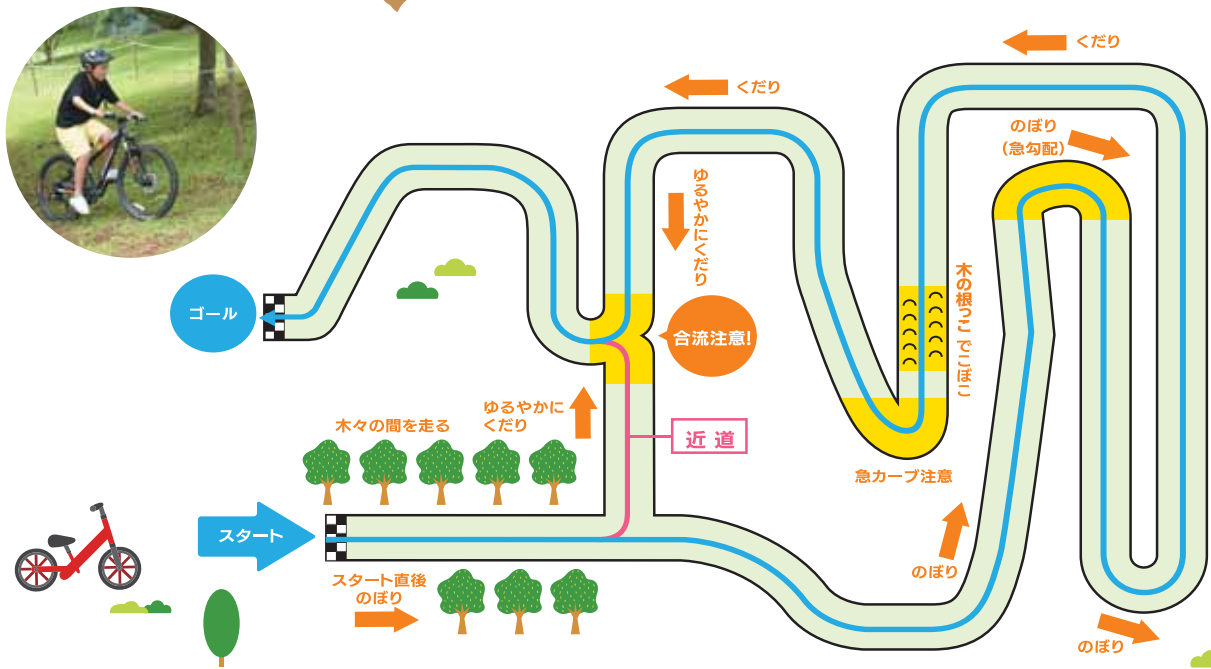 くだり
くだり
のぼり
(急勾配)
ゆるやかにくだり
木の根っこ でこぼこ
ゴール
合流注意!
ゆるやかに
くだり
木々の間を走る
近道
急カーブ注意
スタート
スタート直後
のぼり
のぼり
のぼり